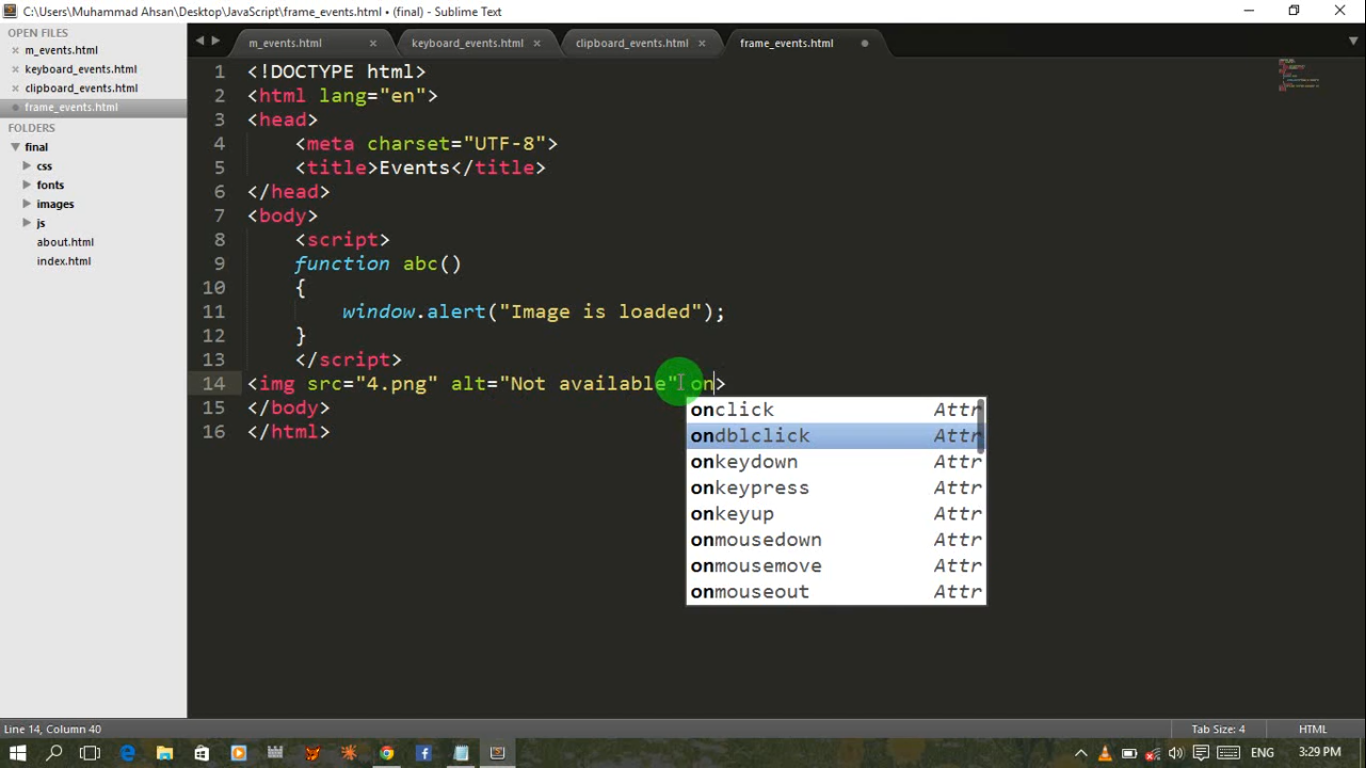 C:\Users\Muhammad Ahsan\Desktop\JavaScript\frame_events.html • (final) - Sublime Text
OPEN FILES
m_events.html
keyboard_events.html
clipboard_events.html
frame_events.html
FOLDERS
final
css
fonts
images
js
about.html
index.html
m_events.html
keyboard_events.html
clipboard_events.html
frame_events.html
1 <!DOCTYPE html>
2 <html lang="en">
3 <head>
4 <meta charset="UTF-8">
5 <title>Events</title>
6 </head>
7 <body>
8 <script>
9 function abc()
10 {
11 window.alert("Image is loaded");
12 }
13 </script>
14 <img src="4.png" alt="Not available" on>
15 </body>
16 </html>
onclick Attr
ondblclick Attr
onkeydown Attr
onkeypress Attr
onkeyup Attr
onmousedown Attr
onmousemove Attr
onmouseout Attr
Line 14, Column 40
Tab Size: 4
HTML
ENG
3:29 PM